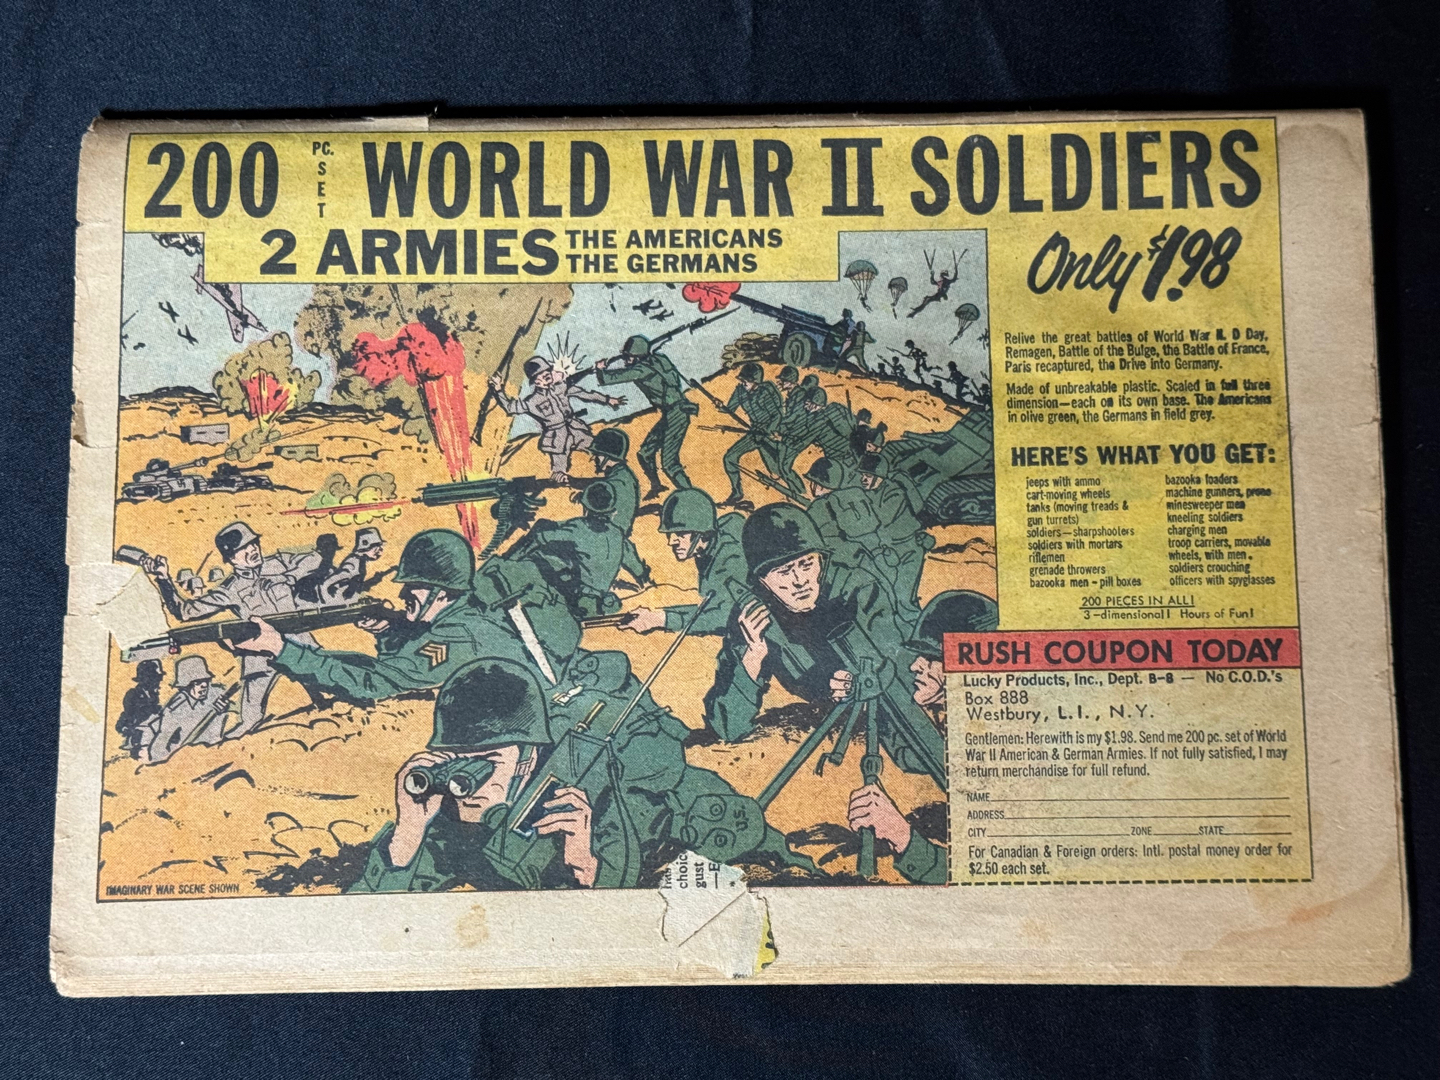 200 PC. SET WORLD WAR II SOLDIERS
2 ARMIES THE AMERICANS
THE GERMANS
Only $1.98
Relive the great battles of World War II. D Day,
Remagen, Battle of the Bulge, the Battle of France,
Paris recaptured, the Drive into Germany.
Made of unbreakable plastic. Scaled in full three
dimension—each on its own base. The Americans
in olive green, the Germans in field grey.
HERE'S WHAT YOU GET:
jeeps with ammo
cart-moving wheels
tanks (moving treads &
gun turrets)
soldiers—sharpshooters
soldiers with mortars
riflemen
grenade throwers
bazooka men - pill boxes
bazooka loaders
machine gunners, prone
minesweeper men
kneeling soldiers
charging men
troop carriers, movable
wheels, with men.
soldiers crouching
officers with spyglasses
200 PIECES IN ALL!
3-dimensional! Hours of Fun!
RUSH COUPON TODAY
Lucky Products, Inc., Dept. B-8 — No C.O.D.'s
Box 888
Westbury, L.I., N.Y.
Gentlemen: Herewith is my $1.98. Send me 200 pc. set of World
War II American & German Armies. If not fully satisfied, I may
return merchandise for full refund.
NAME
ADDRESS
CITY ZONE STATE
For Canadian & Foreign orders: Intl. postal money order for
$2.50 each set.
U.S.
choic
gust
—E
IMAGINARY WAR SCENE SHOWN